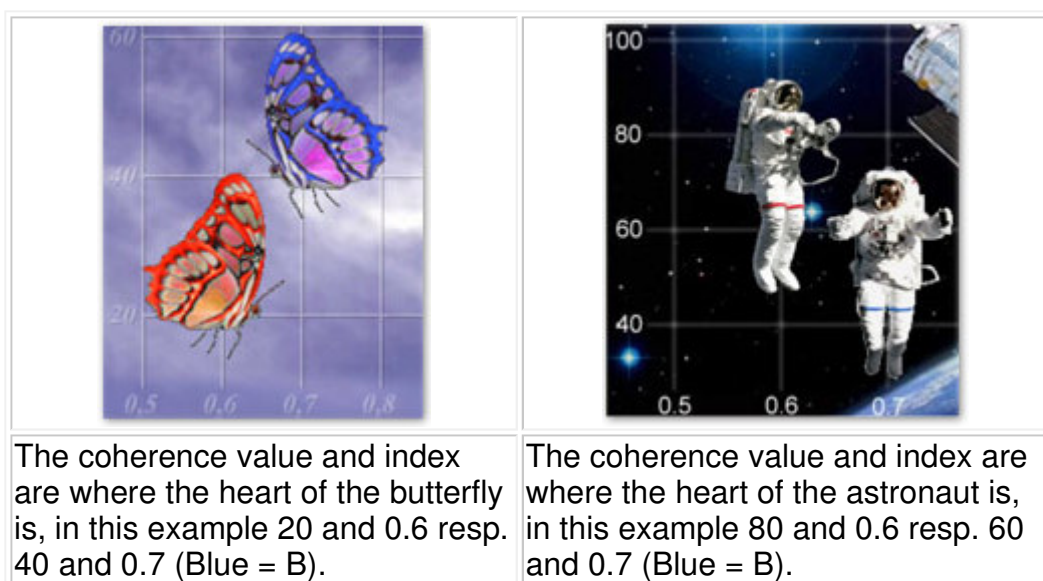 60
40
20
0,5 0,6 0,7 0,8
100
80
60
40
0.5 0.6 0.7
The coherence value and index
are where the heart of the butterfly
is, in this example 20 and 0.6 resp.
40 and 0.7 (Blue = B).
The coherence value and index are
where the heart of the astronaut is,
in this example 80 and 0.6 resp. 60
and 0.7 (Blue = B).